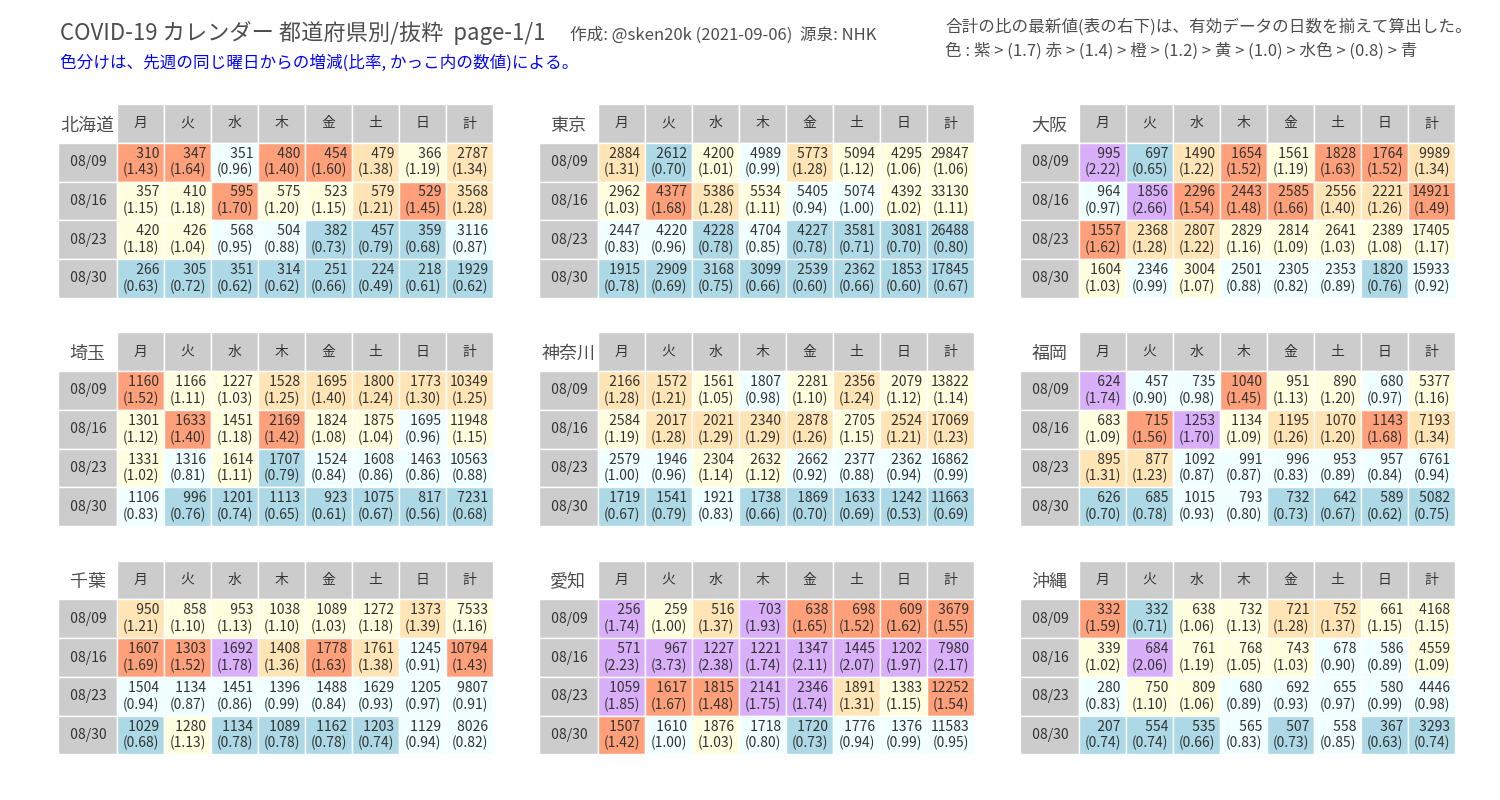 COVID-19 カレンダー 都道府県別/抜粋 page-1/1 作成: @sken20k (2021-09-06) 源泉: NHK
合計の比の最新値(表の右下)は、有効データの日数を揃えて算出した。
色分けは、先週の同じ曜日からの増減(比率, かっこ内の数値)による。
色 : 紫 > (1.7) 赤 > (1.4) 橙 > (1.2) 黄 > (1.0) > 水色 > (0.8) > 青
北海道 月 火 水 木 金 土 日 計
08/09 310 347 351 480 454 479 366 2787
(1.43) (1.64) (0.96) (1.40) (1.60) (1.38) (1.19) (1.34)
08/16 357 410 595 575 523 579 529 3568
(1.15) (1.18) (1.70) (1.20) (1.15) (1.21) (1.45) (1.28)
08/23 420 426 568 504 382 457 359 3116
(1.18) (1.04) (0.95) (0.88) (0.73) (0.79) (0.68) (0.87)
08/30 266 305 351 314 251 224 218 1929
(0.63) (0.72) (0.62) (0.62) (0.66) (0.49) (0.61) (0.62)
東京 月 火 水 木 金 土 日 計
08/09 2884 2612 4200 4989 5773 5094 4295 29847
(1.31) (0.70) (1.01) (0.99) (1.28) (1.12) (1.06) (1.06)
08/16 2962 4377 5386 5534 5405 5074 4392 33130
(1.03) (1.68) (1.28) (1.11) (0.94) (1.00) (1.02) (1.11)
08/23 2447 4220 4228 4704 4227 3581 3081 26488
(0.83) (0.96) (0.78) (0.85) (0.78) (0.71) (0.70) (0.80)
08/30 1915 2909 3168 3099 2539 2362 1853 17845
(0.78) (0.69) (0.75) (0.66) (0.60) (0.66) (0.60) (0.67)
大阪 月 火 水 木 金 土 日 計
08/09 995 697 1490 1654 1561 1828 1764 9989
(2.22) (0.65) (1.22) (1.52) (1.19) (1.63) (1.52) (1.34)
08/16 964 1856 2296 2443 2585 2556 2221 14921
(0.97) (2.66) (1.54) (1.48) (1.66) (1.40) (1.26) (1.49)
08/23 1557 2368 2807 2829 2814 2641 2389 17405
(1.62) (1.28) (1.22) (1.16) (1.09) (1.03) (1.08) (1.17)
08/30 1604 2346 3004 2501 2305 2353 1820 15933
(1.03) (0.99) (1.07) (0.88) (0.82) (0.89) (0.76) (0.92)
埼玉 月 火 水 木 金 土 日 計
08/09 1160 1166 1227 1528 1695 1800 1773 10349
(1.52) (1.11) (1.03) (1.25) (1.40) (1.24) (1.30) (1.25)
08/16 1301 1633 1451 2169 1824 1875 1695 11948
(1.12) (1.40) (1.18) (1.42) (1.08) (1.04) (0.96) (1.15)
08/23 1331 1316 1614 1707 1524 1608 1463 10563
(1.02) (0.81) (1.11) (0.79) (0.84) (0.86) (0.86) (0.88)
08/30 1106 996 1201 1113 923 1075 817 7231
(0.83) (0.76) (0.74) (0.65) (0.61) (0.67) (0.56) (0.68)
神奈川 月 火 水 木 金 土 日 計
08/09 2166 1572 1561 1807 2281 2356 2079 13822
(1.28) (1.21) (1.05) (0.98) (1.10) (1.24) (1.12) (1.14)
08/16 2584 2017 2021 2340 2878 2705 2524 17069
(1.19) (1.28) (1.29) (1.29) (1.26) (1.15) (1.21) (1.23)
08/23 2579 1946 2304 2632 2662 2377 2362 16862
(1.00) (0.96) (1.14) (1.12) (0.92) (0.88) (0.94) (0.99)
08/30 1719 1541 1921 1738 1869 1633 1242 11663
(0.67) (0.79) (0.83) (0.66) (0.70) (0.69) (0.53) (0.69)
福岡 月 火 水 木 金 土 日 計
08/09 624 457 735 1040 951 890 680 5377
(1.74) (0.90) (0.98) (1.45) (1.13) (1.20) (0.97) (1.16)
08/16 683 715 1253 1134 1195 1070 1143 7193
(1.09) (1.56) (1.70) (1.09) (1.26) (1.20) (1.68) (1.34)
08/23 895 877 1092 991 996 953 957 6761
(1.31) (1.23) (0.87) (0.87) (0.83) (0.89) (0.84) (0.94)
08/30 626 685 1015 793 732 642 589 5082
(0.70) (0.78) (0.93) (0.80) (0.73) (0.67) (0.62) (0.75)
千葉 月 火 水 木 金 土 日 計
08/09 950 858 953 1038 1089 1272 1373 7533
(1.21) (1.10) (1.13) (1.10) (1.03) (1.18) (1.39) (1.16)
08/16 1607 1303 1692 1408 1778 1761 1245 10794
(1.69) (1.52) (1.78) (1.36) (1.63) (1.38) (0.91) (1.43)
08/23 1504 1134 1451 1396 1488 1629 1205 9807
(0.94) (0.87) (0.86) (0.99) (0.84) (0.93) (0.97) (0.91)
08/30 1029 1280 1134 1089 1162 1203 1129 8026
(0.68) (1.13) (0.78) (0.78) (0.78) (0.74) (0.94) (0.82)
愛知 月 火 水 木 金 土 日 計
08/09 256 259 516 703 638 698 609 3679
(1.74) (1.00) (1.37) (1.93) (1.65) (1.52) (1.62) (1.55)
08/16 571 967 1227 1221 1347 1445 1202 7980
(2.23) (3.73) (2.38) (1.74) (2.11) (2.07) (1.97) (2.17)
08/23 1059 1617 1815 2141 2346 1891 1383 12252
(1.85) (1.67) (1.48) (1.75) (1.74) (1.31) (1.15) (1.54)
08/30 1507 1610 1876 1718 1720 1776 1376 11583
(1.42) (1.00) (1.03) (0.80) (0.73) (0.94) (0.99) (0.95)
沖縄 月 火 水 木 金 土 日 計
08/09 332 332 638 732 721 752 661 4168
(1.59) (0.71) (1.06) (1.13) (1.28) (1.37) (1.15) (1.15)
08/16 339 684 761 768 743 678 586 4559
(1.02) (2.06) (1.19) (1.05) (1.03) (0.90) (0.89) (1.09)
08/23 280 750 809 680 692 655 580 4446
(0.83) (1.10) (1.06) (0.89) (0.93) (0.97) (0.99) (0.98)
08/30 207 554 535 565 507 558 367 3293
(0.74) (0.74) (0.66) (0.83) (0.73) (0.85) (0.63) (0.74)